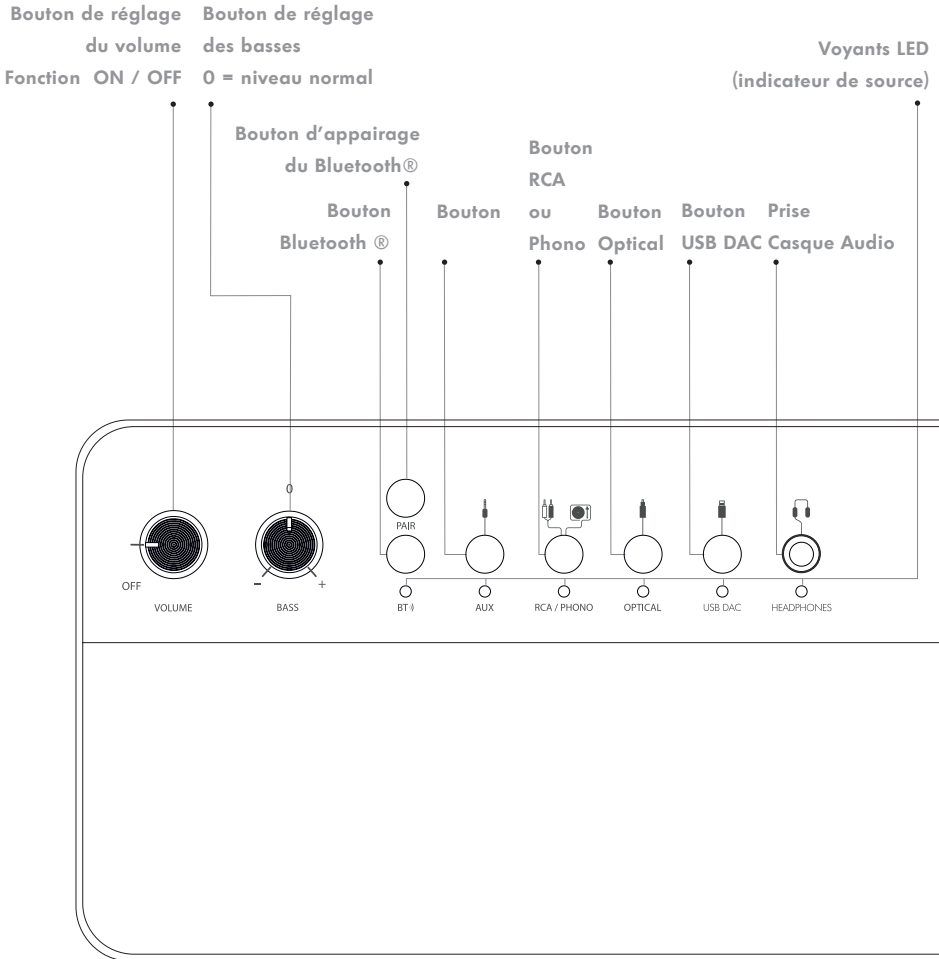 Bouton de réglage
du volume
Fonction ON / OFF
Bouton de réglage
des basses
0 = niveau normal
Voyants LED
(indicateur de source)
Bouton d'appairage
du Bluetooth®
Bouton
Bluetooth ®
Bouton
Bouton
RCA
ou
Phono
Bouton
Optical
Bouton
USB DAC
Prise
Casque Audio
0
PAIR
OFF
- +
VOLUME
BASS
BT
AUX
RCA / PHONO
OPTICAL
USB DAC
HEADPHONES